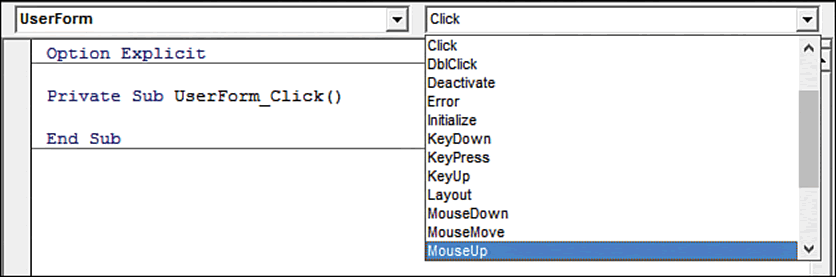 UserForm
Click
Option Explicit
Private Sub UserForm_Click()
End Sub
Click
DblClick
Deactivate
Error
Initialize
KeyDown
KeyPress
KeyUp
Layout
MouseDown
MouseMove
MouseUp